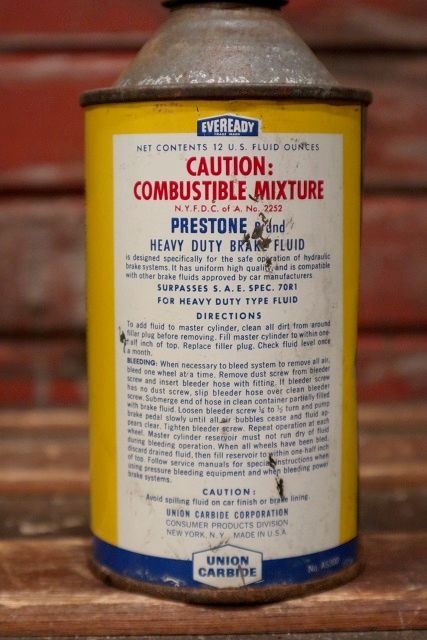 EVEREADY
TRADE MARK
NET CONTENTS 12 U.S. FLUID OUNCES
CAUTION:
COMBUSTIBLE MIXTURE
N.Y.F.D.C. of A. No. 2252
PRESTONE Brand
HEAVY DUTY BRAKE FLUID
is designed specifically for the safe operation of hydraulic
brake systems. It has uniform high quality and is compatible
with other brake fluids approved by car manufacturers.
SURPASSES S. A. E. SPEC. 70R1
FOR HEAVY DUTY TYPE FLUID
DIRECTIONS
To add fluid to master cylinder, clean all dirt from around
filler plug before removing. Fill master cylinder to within one-
half inch of top. Replace filler plug. Check fluid level once
a month.
BLEEDING: When necessary to bleed system to remove all air,
bleed one wheel at a time. Remove dust screw from bleeder
screw and insert bleeder hose with fitting. If bleeder screw
has no dust screw, slip bleeder hose over clean bleeder
screw. Submerge end of hose in clean container partially filled
with brake fluid. Loosen bleeder screw ¼ to ½ turn and pump
brake pedal slowly until all air bubbles cease and fluid ap-
pears clear. Tighten bleeder screw. Repeat operation at each
wheel. Master cylinder reservoir must not run dry of fluid
during bleeding operation. When all wheels have been bled,
discard drained fluid, then fill reservoir to within one-half inch
of top. Follow service manuals for special instructions when
using pressure bleeding equipment and when bleeding power
brake systems.
CAUTION:
Avoid spilling fluid on car finish or brake lining.
UNION CARBIDE CORPORATION
CONSUMER PRODUCTS DIVISION
NEW YORK, N.Y. MADE IN U.S.A.
UNION
CARBIDE
No.